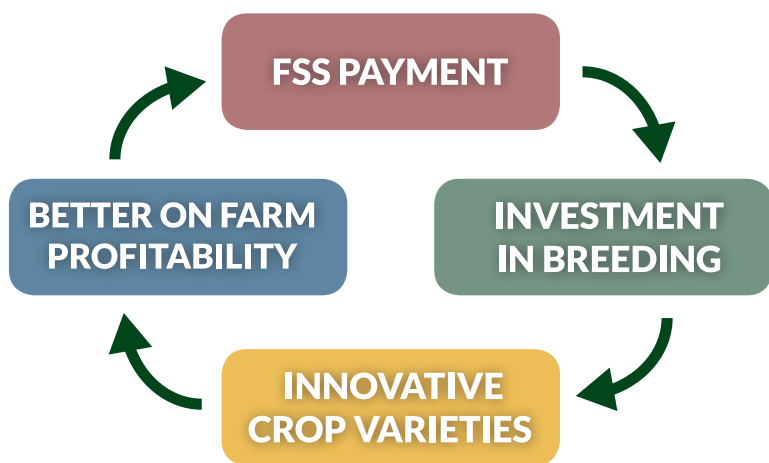 FSS PAYMENT
INVESTMENT
IN BREEDING
INNOVATIVE
CROP VARIETIES
BETTER ON FARM
PROFITABILITY